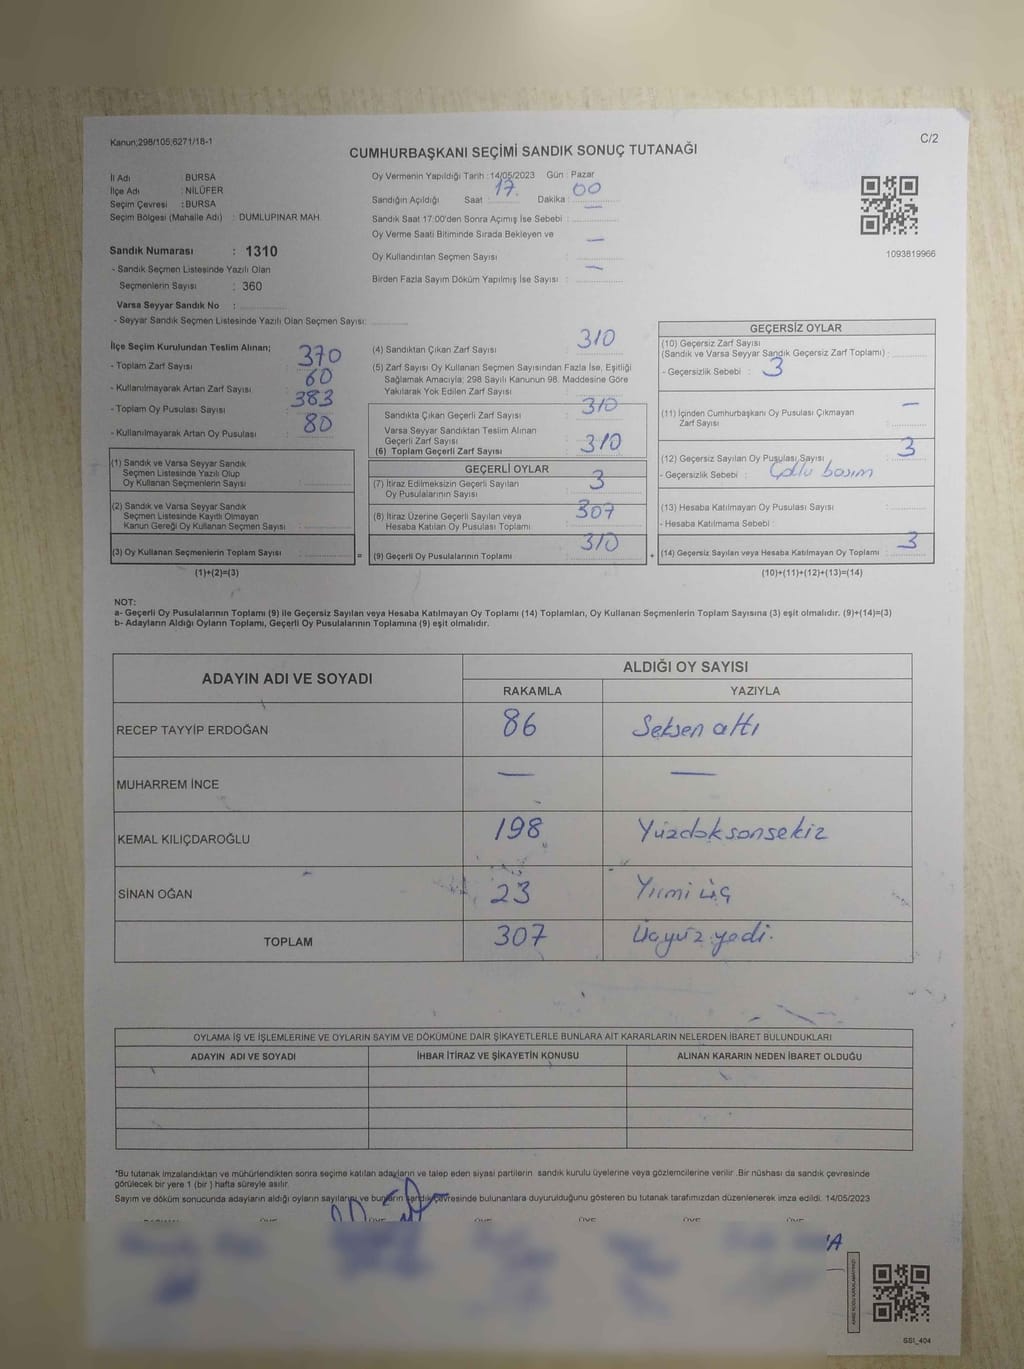 Kanun;298/105;6271/18-1
C/2
CUMHURBAŞKANI SEÇİMİ SANDIK SONUÇ TUTANAĞI
İl Adı : BURSA
İlçe Adı : NİLÜFER
Seçim Çevresi : BURSA
Seçim Bölgesi (Mahalle Adı) : DUMLUPINAR MAH.
Sandık Numarası : 1310
- Sandık Seçmen Listesinde Yazılı Olan
Seçmenlerin Sayısı : 360
Varsa Seyyar Sandık No :
- Seyyar Sandık Seçmen Listesinde Yazılı Olan Seçmen Sayısı:
Oy Vermenin Yapıldığı Tarih : 14/05/2023 Gün : Pazar
Sandığın Açıldığı Saat : 17. Dakika : 00
Sandık Saat 17:00'den Sonra Açımış İse Sebebi : —
Oy Verme Saati Bitiminde Sırada Bekleyen ve
Oy Kullandırılan Seçmen Sayısı : —
Birden Fazla Sayım Döküm Yapılmış İse Sayısı : —
1093819966
İlçe Seçim Kurulundan Teslim Alınan;
- Toplam Zarf Sayısı : 370
- Kullanılmayarak Artan Zarf Sayısı : 60
- Toplam Oy Pusulası Sayısı : 383
- Kullanılmayarak Artan Oy Pusulası : 80
(1) Sandık ve Varsa Seyyar Sandık
Seçmen Listesinde Yazılı Olup
Oy Kullanan Seçmenlerin Sayısı :
(2) Sandık ve Varsa Seyyar Sandık
Seçmen Listesinde Kayıtlı Olmayan
Kanun Gereği Oy Kullanan Seçmen Sayısı :
(3) Oy Kullanan Seçmenlerin Toplam Sayısı :
(1)+(2)=(3)
=
(4) Sandıktan Çıkan Zarf Sayısı : 310
(5) Zarf Sayısı Oy Kullanan Seçmen Sayısından Fazla İse, Eşitliği
Sağlamak Amacıyla; 298 Sayılı Kanunun 98. Maddesine Göre
Yakılarak Yok Edilen Zarf Sayısı :
Sandıkta Çıkan Geçerli Zarf Sayısı : 310
Varsa Seyyar Sandıktan Teslim Alınan
Geçerli Zarf Sayısı :
(6) Toplam Geçerli Zarf Sayısı : 310
GEÇERLİ OYLAR
(7) İtiraz Edilmeksizin Geçerli Sayılan
Oy Pusulalarının Sayısı : 3
(8) İtiraz Üzerine Geçerli Sayılan veya
Hesaba Katılan Oy Pusulası Toplamı : 307
(9) Geçerli Oy Pusulalarının Toplamı : 310
+
GEÇERSİZ OYLAR
(10) Geçersiz Zarf Sayısı
(Sandık ve Varsa Seyyar Sandık Geçersiz Zarf Toplamı) :
- Geçersizlik Sebebi : 3
(11) İçinden Cumhurbaşkanı Oy Pusulası Çıkmayan
Zarf Sayısı : —
(12) Geçersiz Sayılan Oy Pusulası Sayısı : 3
- Geçersizlik Sebebi : basım
(13) Hesaba Katılmayan Oy Pusulası Sayısı :
- Hesaba Katılmama Sebebi :
(14) Geçersiz Sayılan veya Hesaba Katılmayan Oy Toplamı : 3
(10)+(11)+(12)+(13)=(14)
NOT:
a- Geçerli Oy Pusulalarının Toplamı (9) ile Geçersiz Sayılan veya Hesaba Katılmayan Oy Toplamı (14) Toplamları, Oy Kullanan Seçmenlerin Toplam Sayısına (3) eşit olmalıdır. (9)+(14)=(3)
b- Adayların Aldığı Oyların Toplamı, Geçerli Oy Pusulalarının Toplamına (9) eşit olmalıdır.
ADAYIN ADI VE SOYADI ALDIĞI OY SAYISI
RAKAMLA YAZIYLA
RECEP TAYYİP ERDOĞAN 86 Seksen altı
MUHARREM İNCE — —
KEMAL KILIÇDAROĞLU 198 Yüzdoksonsekiz
SİNAN OĞAN 23 Yirmi üç
TOPLAM 307 Üçyüz yedi.
OYLAMA İŞ VE İŞLEMLERİNE VE OYLARIN SAYIM VE DÖKÜMÜNE DAİR ŞİKAYETLERLE BUNLARA AİT KARARLARIN NELERDEN İBARET BULUNDUKLARI
ADAYIN ADI VE SOYADI İHBAR İTİRAZ VE ŞİKAYETİN KONUSU ALINAN KARARIN NEDEN İBARET OLDUĞU
*Bu tutanak imzalandıktan ve mühürlendikten sonra seçime katılan adayların ve talep eden siyasi partilerin sandık kurulu üyelerine veya gözlemcilerine verilir .Bir nüshası da sandık çevresinde
görülecek bir yere 1 (bir ) hafta süreyle asılır.
Sayım ve döküm sonucunda adayların aldığı oyların sayılarını ve bunların sandık çevresinde bulunanlara duyurulduğunu gösteren bu tutanak tarafımızdan düzenlenerek imza edildi. 14/05/2023
ÜYE ÜYE ÜYE ÜYE ÜYE
SSI_404